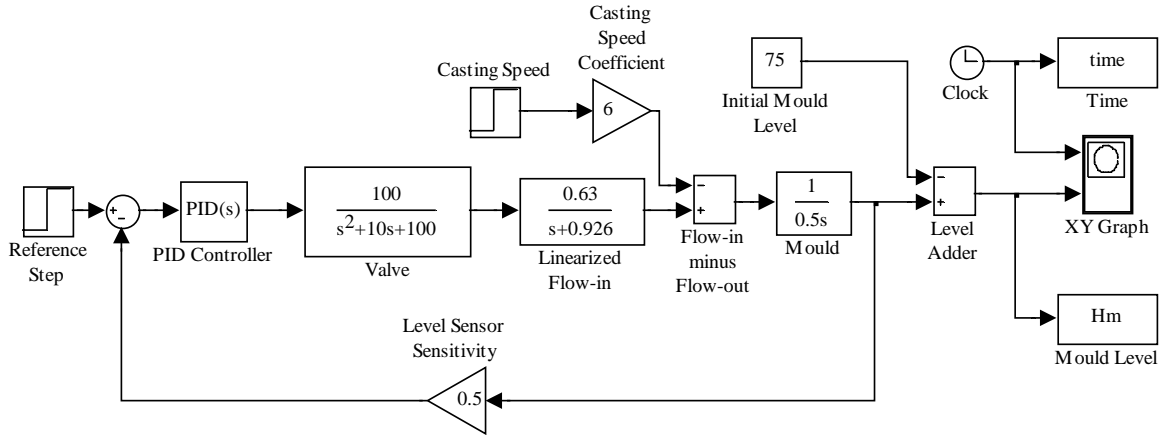 Casting
Speed
Coefficient
Casting Speed
6
75
Initial Mould
Level
Clock
time
Time
Reference
Step
+
−
PID(s)
PID Controller
100
s²+10s+100
Valve
0.63
s+0.926
Linearized
Flow-in
−
+
Flow-in
minus
Flow-out
1
0.5s
Mould
−
+
Level
Adder
XY Graph
Hm
Mould Level
Level Sensor
Sensitivity
0.5